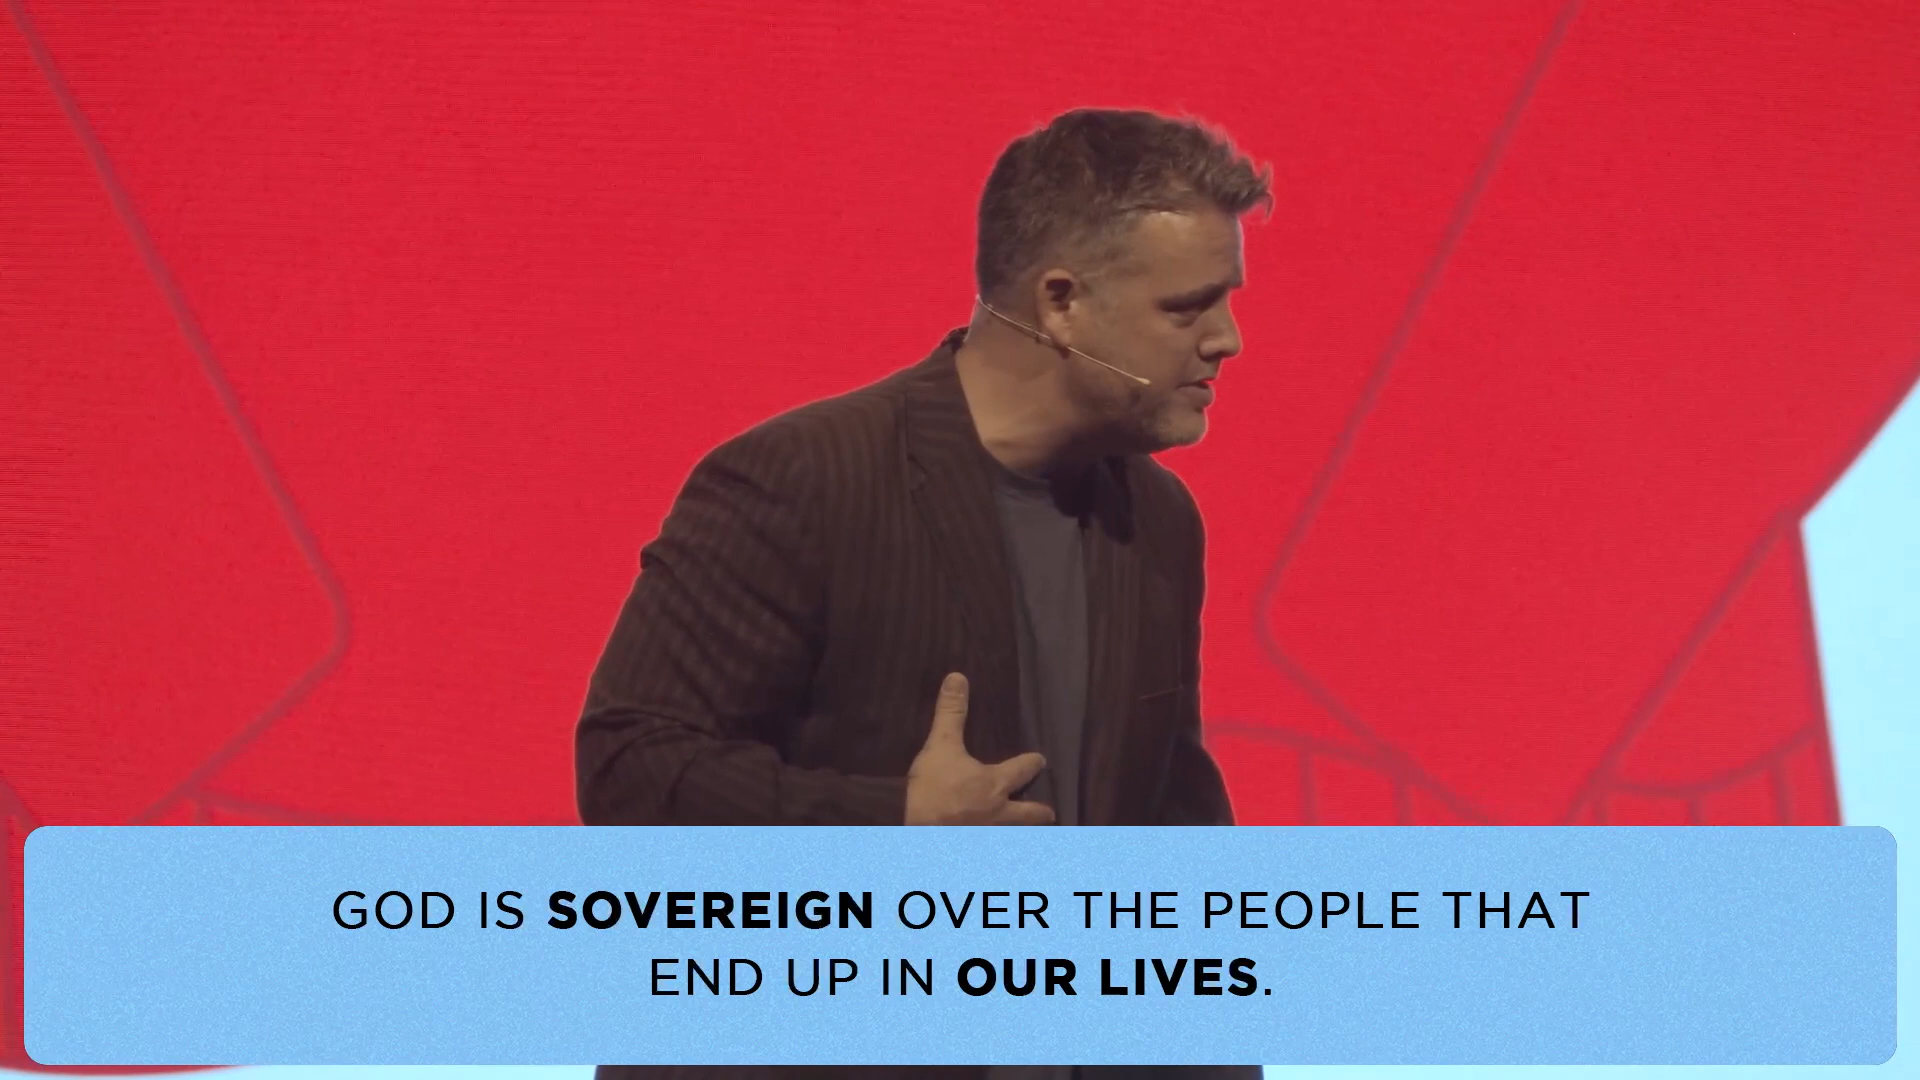 GOD IS SOVEREIGN OVER THE PEOPLE THAT
END UP IN OUR LIVES.